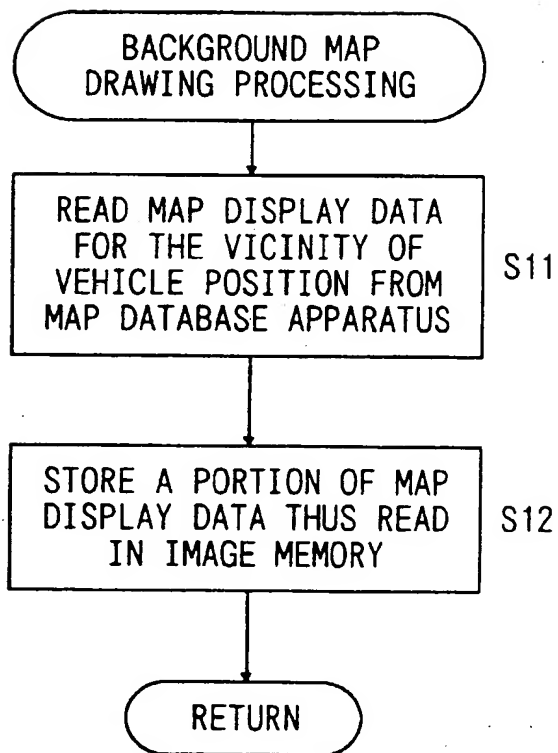 BACKGROUND MAP
DRAWING PROCESSING
READ MAP DISPLAY DATA
FOR THE VICINITY OF
VEHICLE POSITION FROM
MAP DATABASE APPARATUS
S11
STORE A PORTION OF MAP
DISPLAY DATA THUS READ
IN IMAGE MEMORY
S12
RETURN